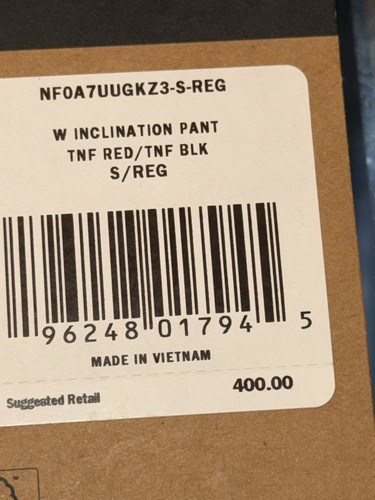 NF0A7UUGKZ3-S-REG
W INCLINATION PANT
TNF RED/TNF BLK
S/REG
96248 01794 5
MADE IN VIETNAM
Suggested Retail 400.00